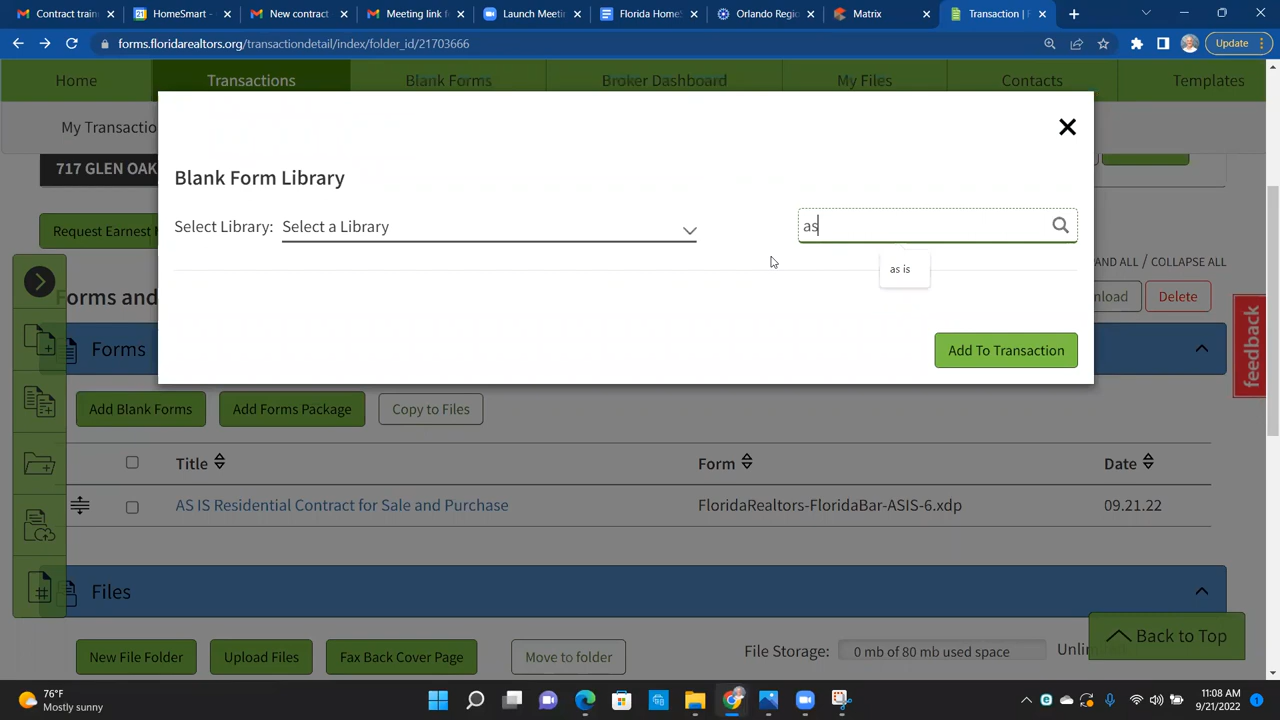 Contract train
HomeSmart -
New contract
Meeting link f
Launch Meeti
Florida HomeS
Orlando Regio
Matrix
Transaction | F
forms.floridarealtors.org/transactiondetail/index/folder_id/21703666
Update
Home
Transactions
Blank Forms
Broker Dashboard
My Files
Contacts
Templates
My Transactio
717 GLEN OAK
Blank Form Library
Select Library: Select a Library
as
as is
Request Earnest M
AND ALL / COLLAPSE ALL
Forms and
nload
Delete
feedback
Forms
Add To Transaction
Add Blank Forms
Add Forms Package
Copy to Files
Title
Form
Date
AS IS Residential Contract for Sale and Purchase
FloridaRealtors-FloridaBar-ASIS-6.xdp
09.21.22
Files
Back to Top
New File Folder
Upload Files
Fax Back Cover Page
Move to folder
File Storage:
0 mb of 80 mb used space
Unlim
76°F
Mostly sunny
11:08 AM
9/21/2022